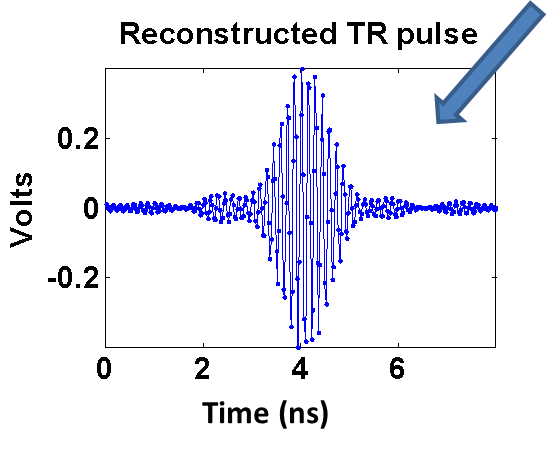 Reconstructed TR pulse
0.2
0
-0.2
Volts
0 2 4 6
Time (ns)